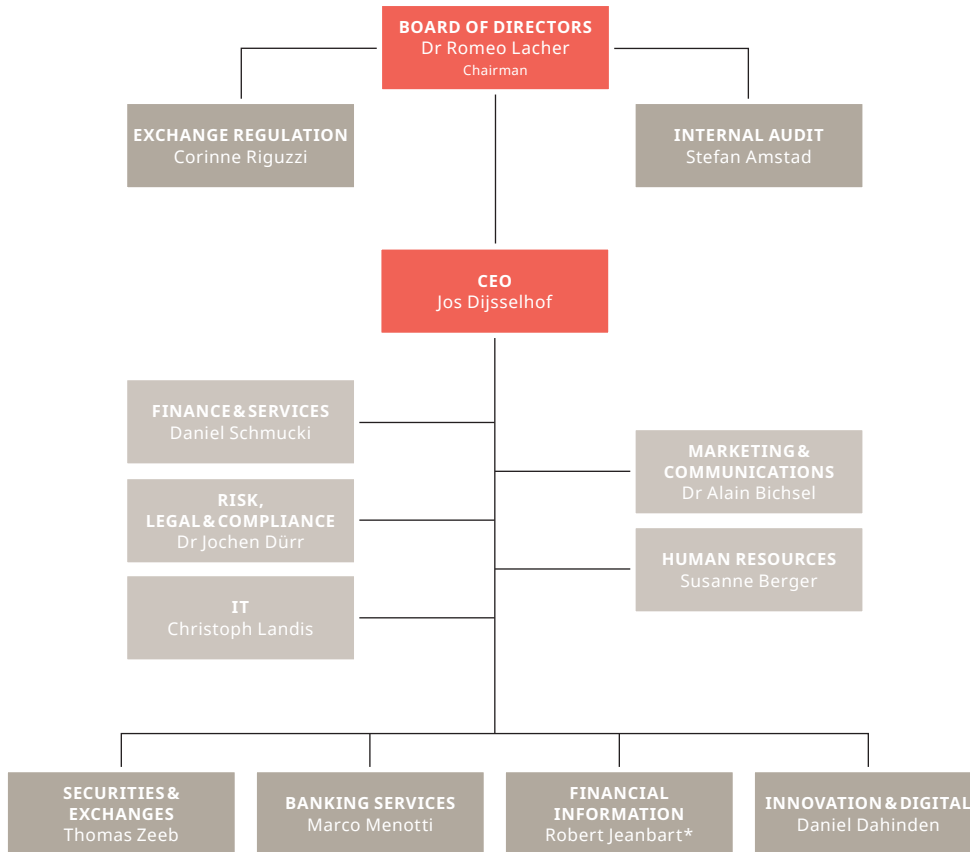 BOARD OF DIRECTORS
Dr Romeo Lacher
Chairman
EXCHANGE REGULATION
Corinne Riguzzi
INTERNAL AUDIT
Stefan Amstad
CEO
Jos Dijsselhof
FINANCE & SERVICES
Daniel Schmucki
MARKETING &
COMMUNICATIONS
Dr Alain Bichsel
RISK,
LEGAL & COMPLIANCE
Dr Jochen Dürr
HUMAN RESOURCES
Susanne Berger
IT
Christoph Landis
SECURITIES &
EXCHANGES
Thomas Zeeb
BANKING SERVICES
Marco Menotti
FINANCIAL
INFORMATION
Robert Jeanbart*
INNOVATION & DIGITAL
Daniel Dahinden